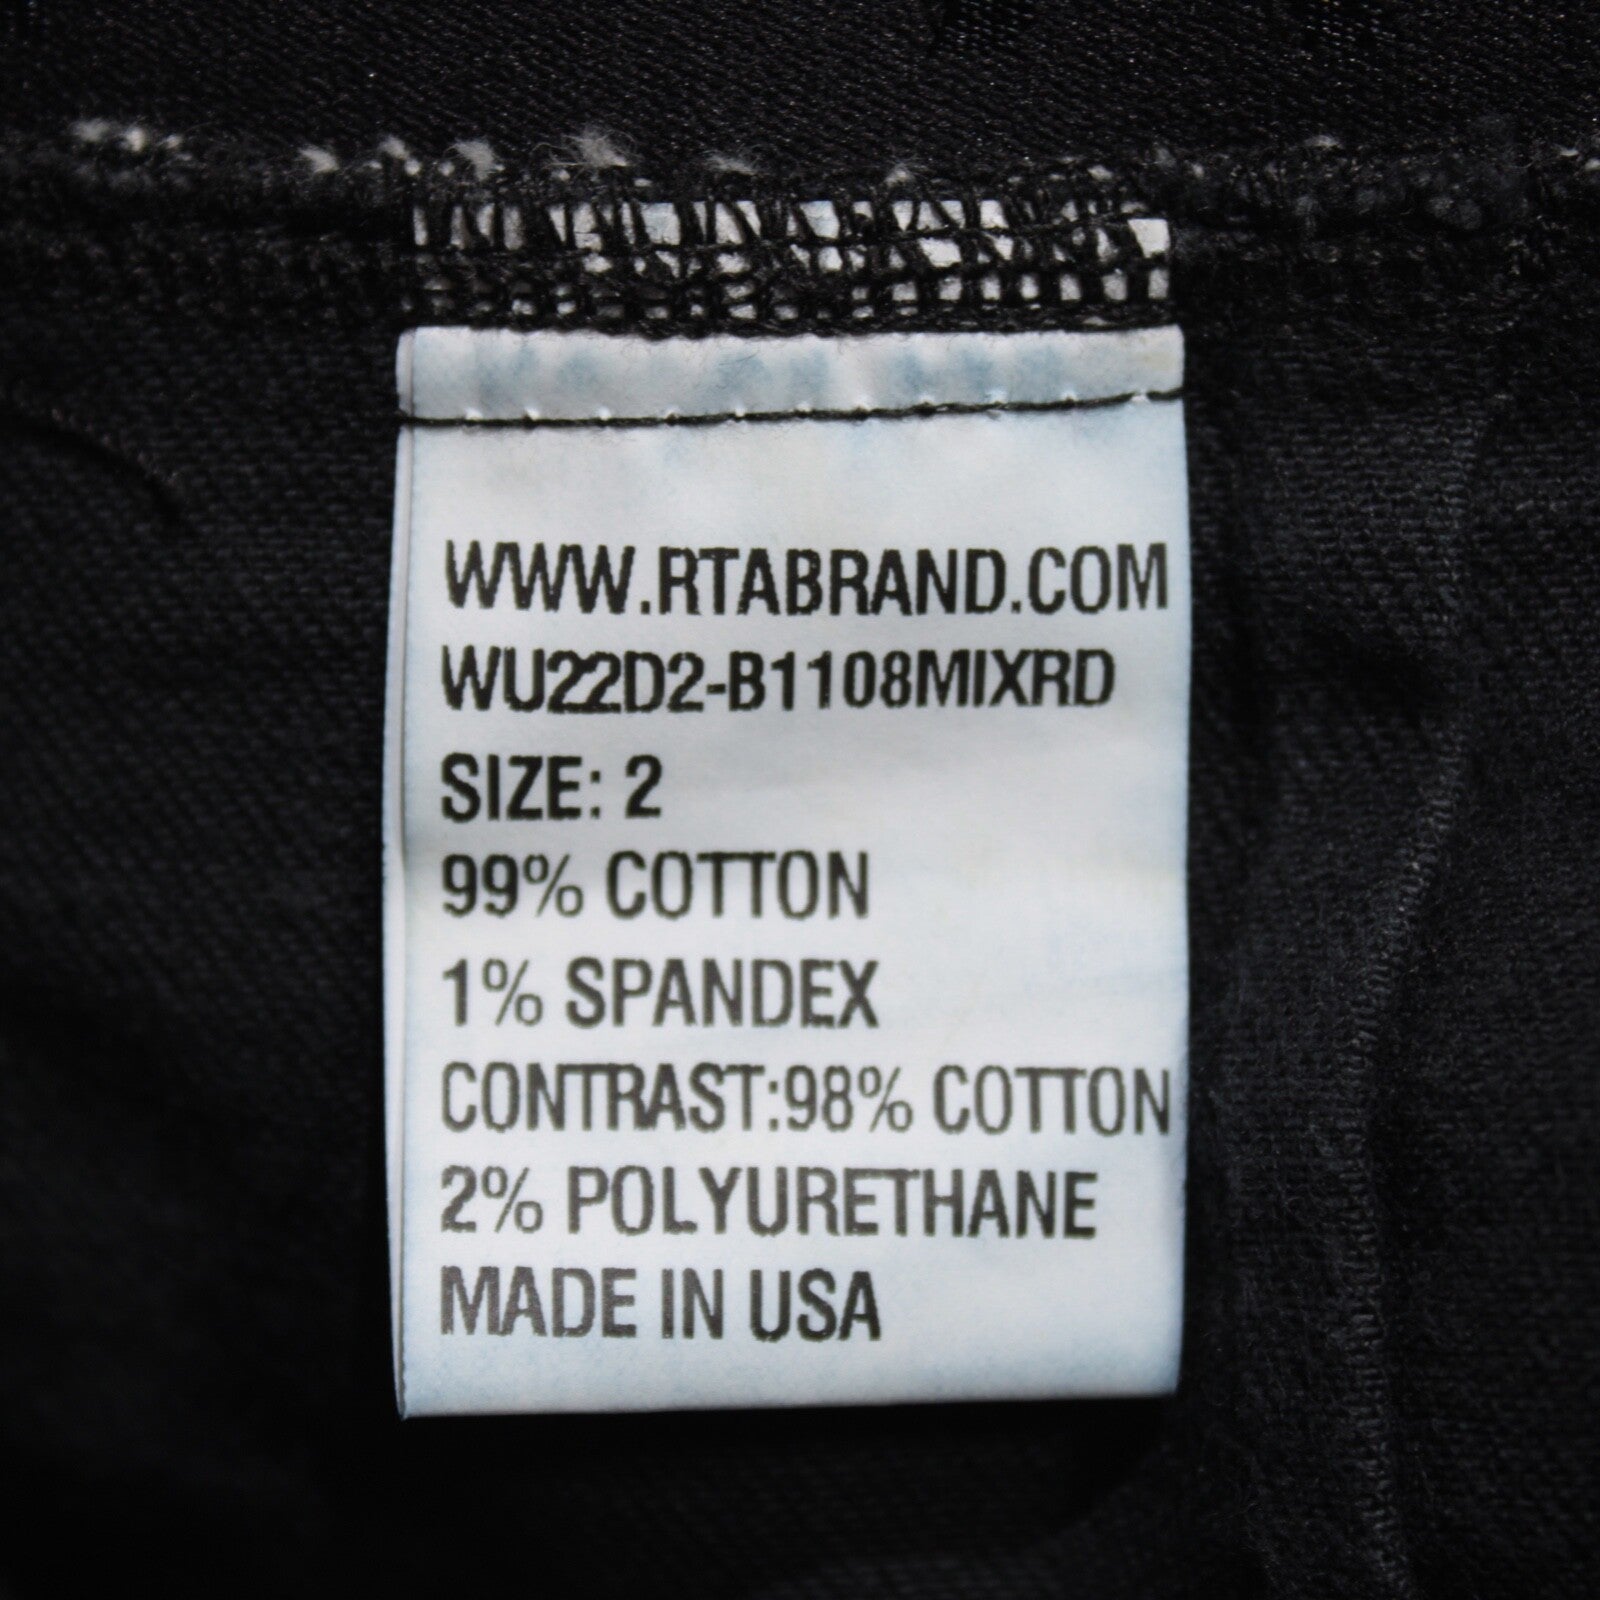 WWW.RTABRAND.COM
WU22D2-B1108MIXRD
SIZE: 2
99% COTTON
1% SPANDEX
CONTRAST:98% COTTON
2% POLYURETHANE
MADE IN USA